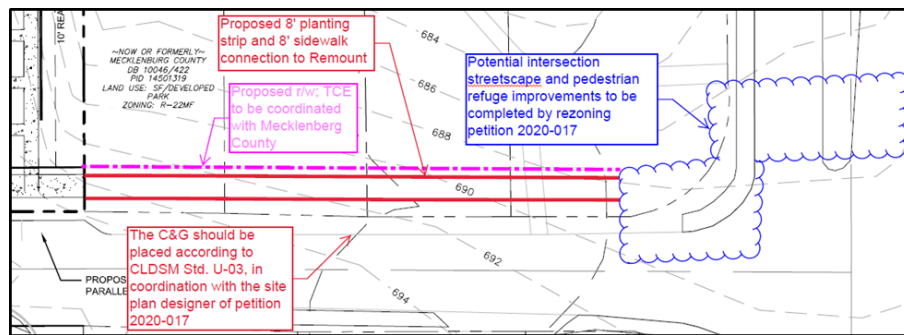 Proposed 8' planting
strip and 8' sidewalk
connection to Remount
684
10' REA
~NOW OR FORMERLY~
MECKLENBURG COUNTY
DB 10046/422
PID 14501319
LAND USE: SF/DEVELOPED
PARK
ZONING: R-22MF
Potential intersection
streetscape and pedestrian
refuge improvements to be
completed by rezoning
petition 2020-017
686
Proposed r/w; TCE
to be coordinated
with Mecklenberg
County
688
690
The C&G should be
placed according to
CLDSM Std. U-03, in
coordination with the site
plan designer of petition
2020-017
692
694
PROPOS
PARALLE